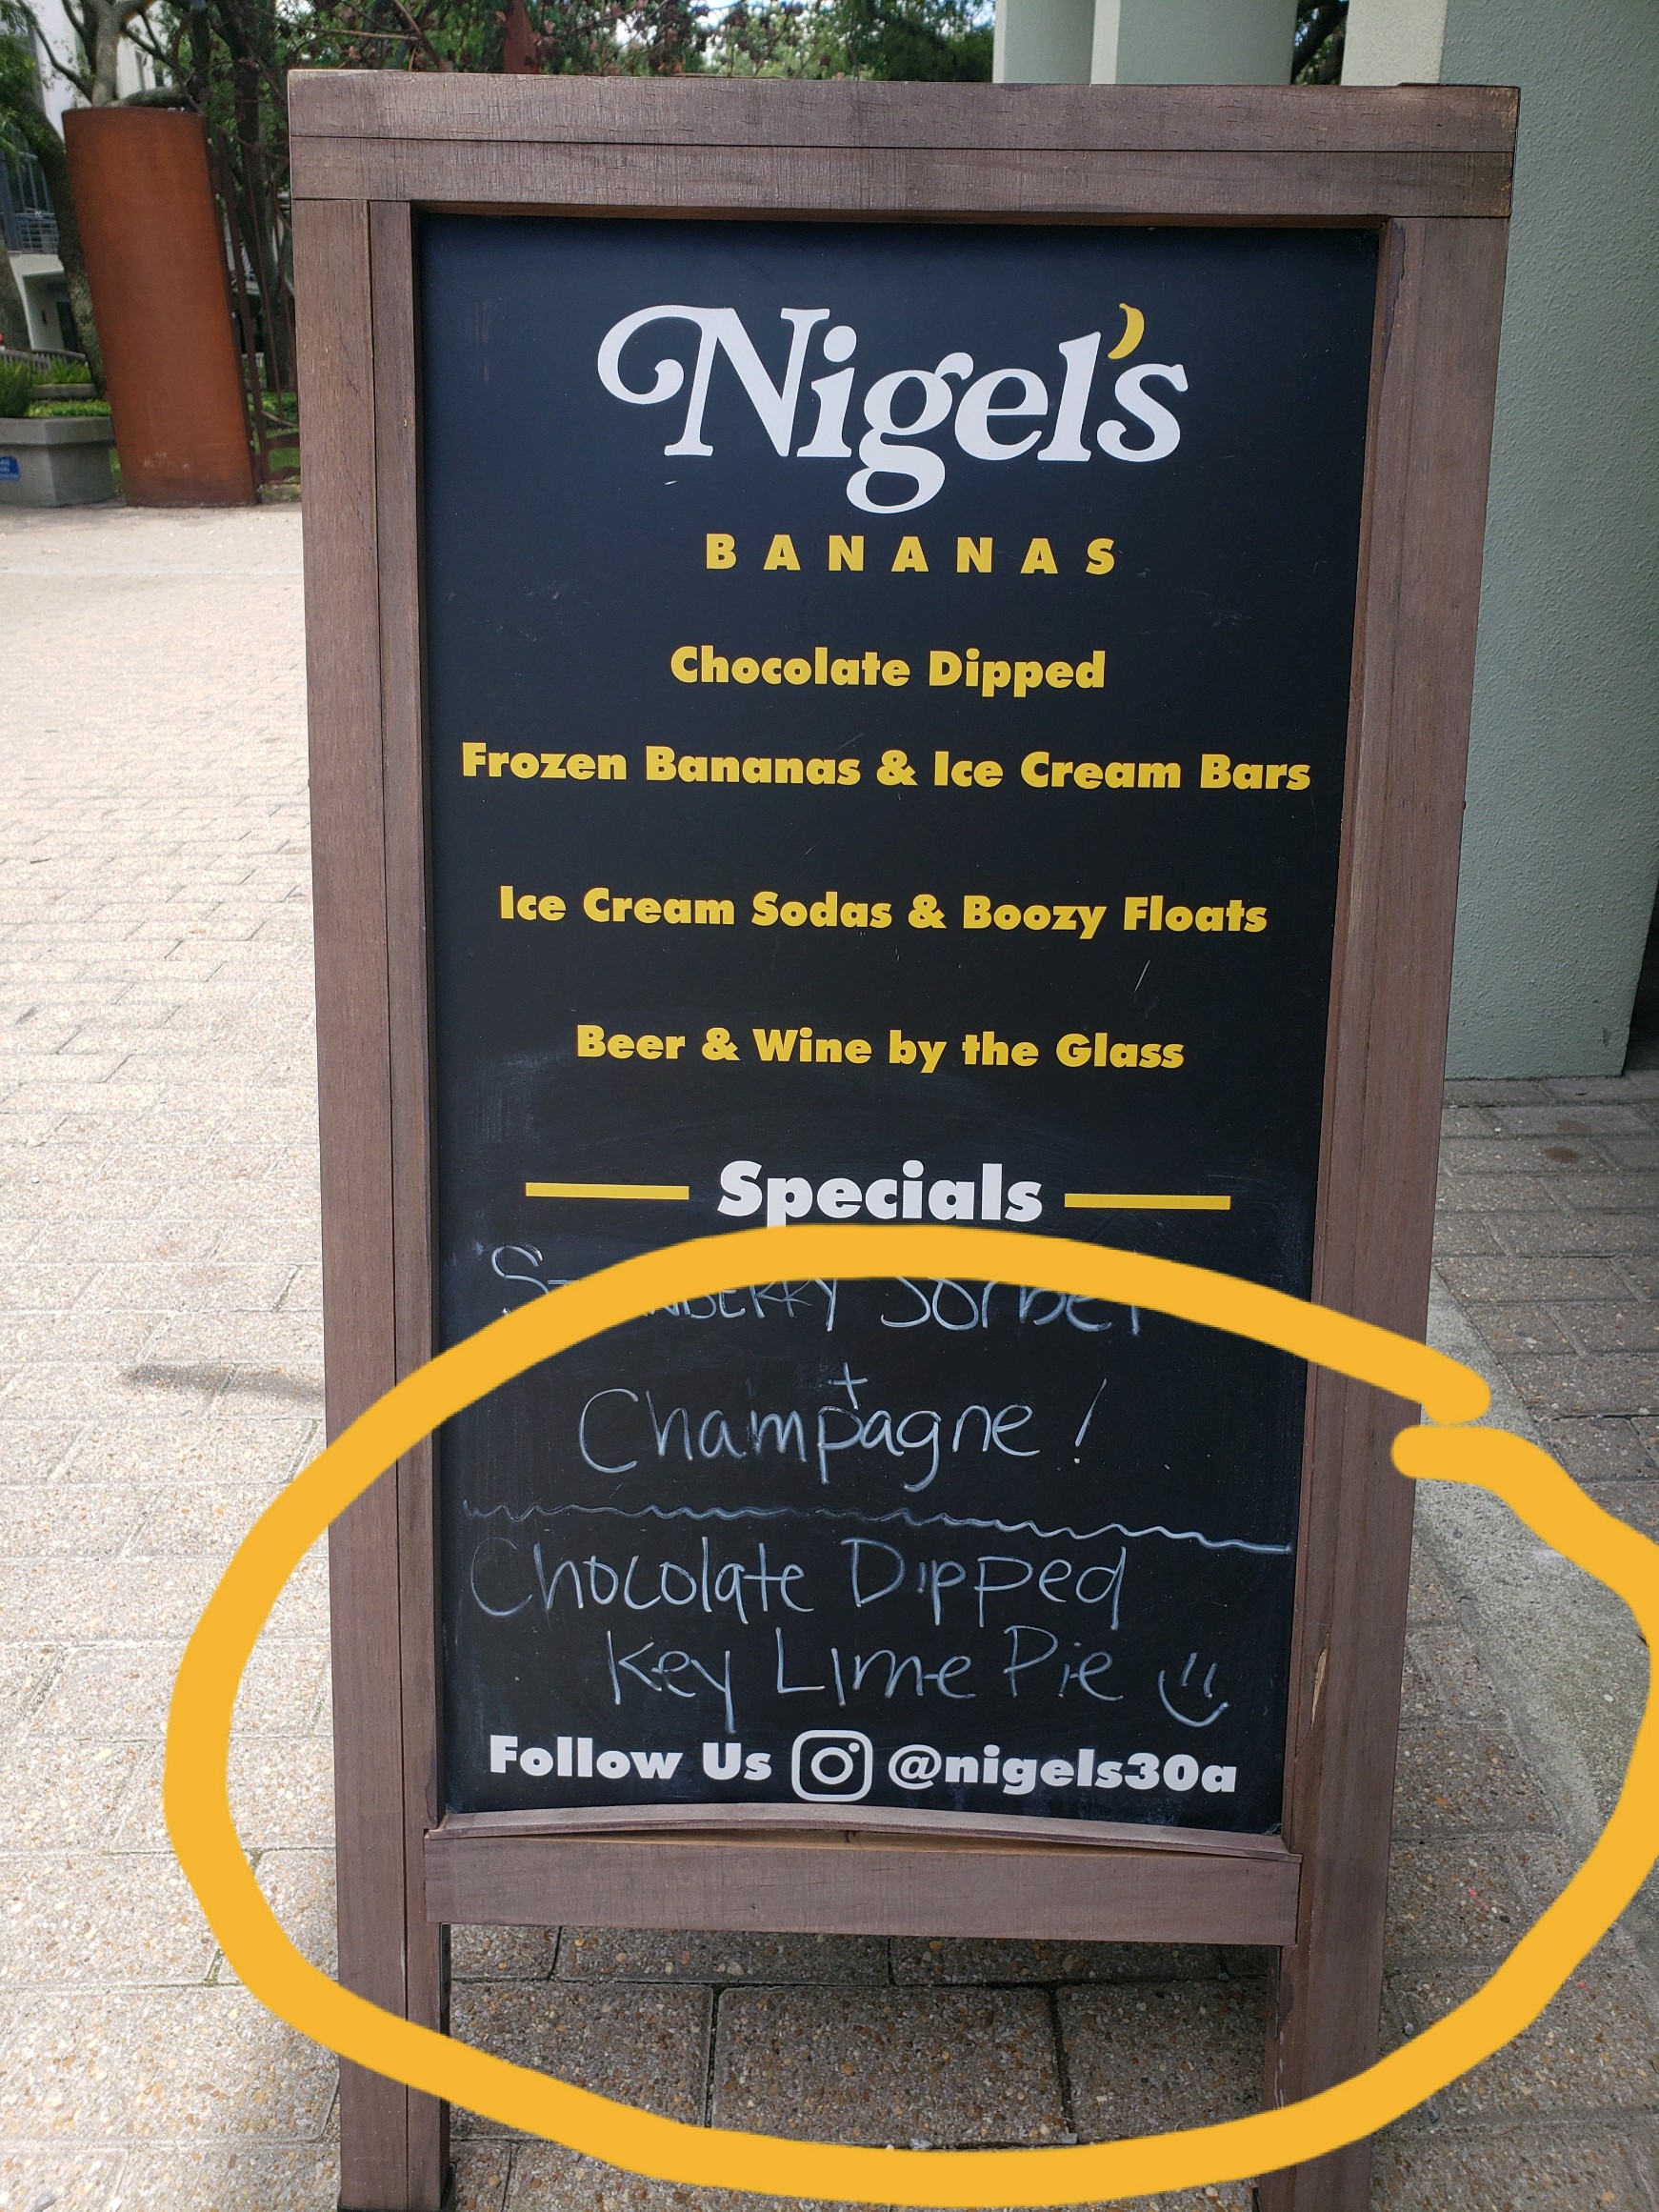 Nigel's
BANANAS
Chocolate Dipped
Frozen Bananas & Ice Cream Bars
Ice Cream Sodas & Boozy Floats
Beer & Wine by the Glass
Specials
Sorbet
+
Champagne!
Chocolate Dipped
Key Lime Pie
Follow Us @nigels30a